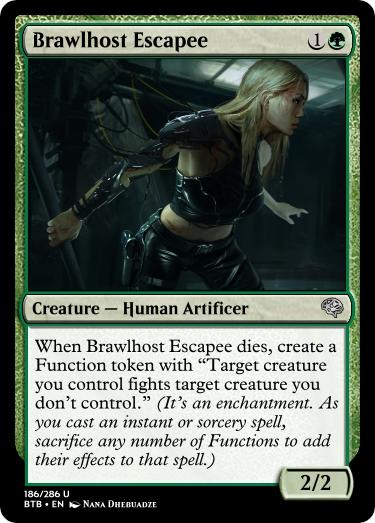 Brawlhost Escapee 1
Creature — Human Artificer
When Brawlhost Escapee dies, create a
Function token with “Target creature
you control fights target creature you
don’t control.” (It’s an enchantment. As
you cast an instant or sorcery spell,
sacrifice any number of Functions to add
their effects to that spell.)
2/2
186/286 U
BTB • EN Nana Dhebuadze